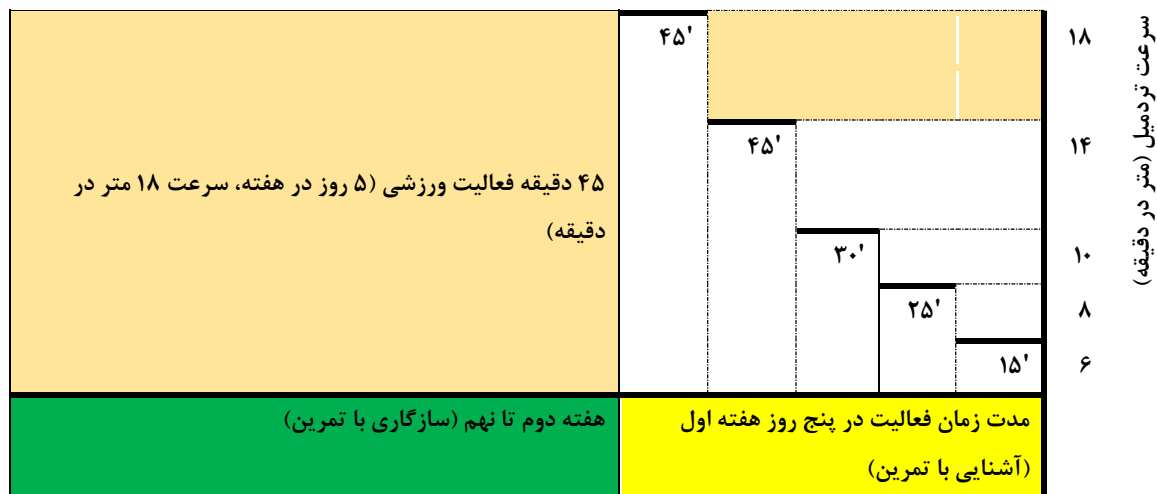 سرعت تردمیل (متر در دقیقه)
۱۸
۴۵'
۱۴
۴۵'
۴۵ دقیقه فعالیت ورزشی (۵ روز در هفته، سرعت ۱۸ متر در
دقیقه)
۱۰
۳۰'
۸
۲۵'
۶
۱۵'
مدت زمان فعالیت در پنج روز هفته اول
(آشنایی با تمرین)
هفته دوم تا نهم (سازگاری با تمرین)